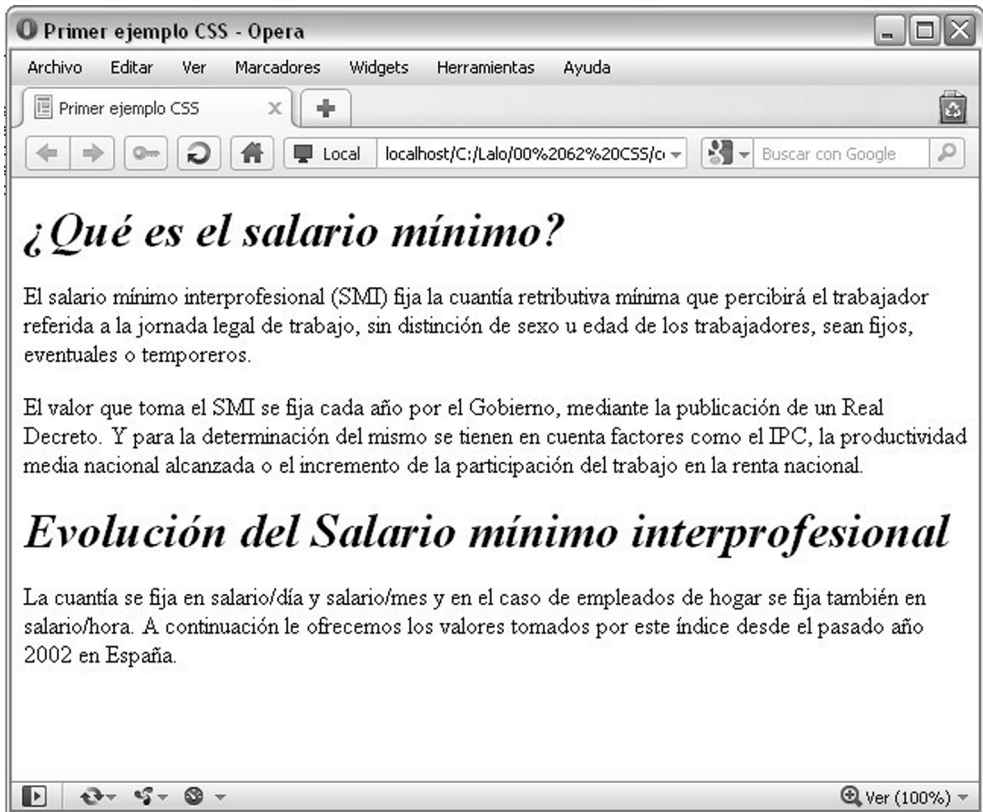 Primer ejemplo CSS - Opera
Archivo Editar Ver Marcadores Widgets Herramientas Ayuda
Primer ejemplo CSS
Local localhost/C:/Lalo/00%2062%20CSS/c Buscar con Google
¿Qué es el salario mínimo?
El salario mínimo interprofesional (SMI) fija la cuantía retributiva mínima que percibirá el trabajador
referida a la jornada legal de trabajo, sin distinción de sexo u edad de los trabajadores, sean fijos,
eventuales o temporeros.
El valor que toma el SMI se fija cada año por el Gobierno, mediante la publicación de un Real
Decreto. Y para la determinación del mismo se tienen en cuenta factores como el IPC, la productividad
media nacional alcanzada o el incremento de la participación del trabajo en la renta nacional.
Evolución del Salario mínimo interprofesional
La cuantía se fija en salario/día y salario/mes y en el caso de empleados de hogar se fija también en
salario/hora. A continuación le ofrecemos los valores tomados por este índice desde el pasado año
2002 en España.
Ver (100%)